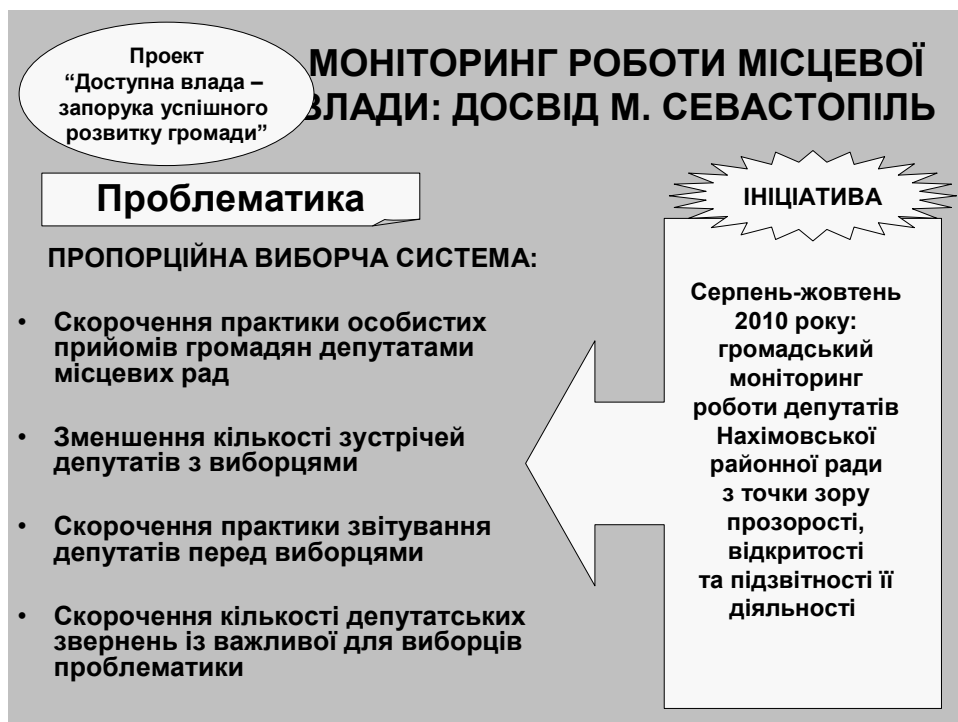 Проект
“Доступна влада –
запорука успішного
розвитку громади”
МОНІТОРИНГ РОБОТИ МІСЦЕВОЇ
ВЛАДИ: ДОСВІД М. СЕВАСТОПІЛЬ
Проблематика
ПРОПОРЦІЙНА ВИБОРЧА СИСТЕМА:
• Скорочення практики особистих
прийомів громадян депутатами
місцевих рад
• Зменшення кількості зустрічей
депутатів з виборцями
• Скорочення практики звітування
депутатів перед виборцями
• Скорочення кількості депутатських
звернень із важливої для виборців
проблематики
ІНІЦІАТИВА
Серпень-жовтень
2010 року:
громадський
моніторинг
роботи депутатів
Нахімовської
районної ради
з точки зору
прозорості,
відкритості
та підзвітності її
діяльності